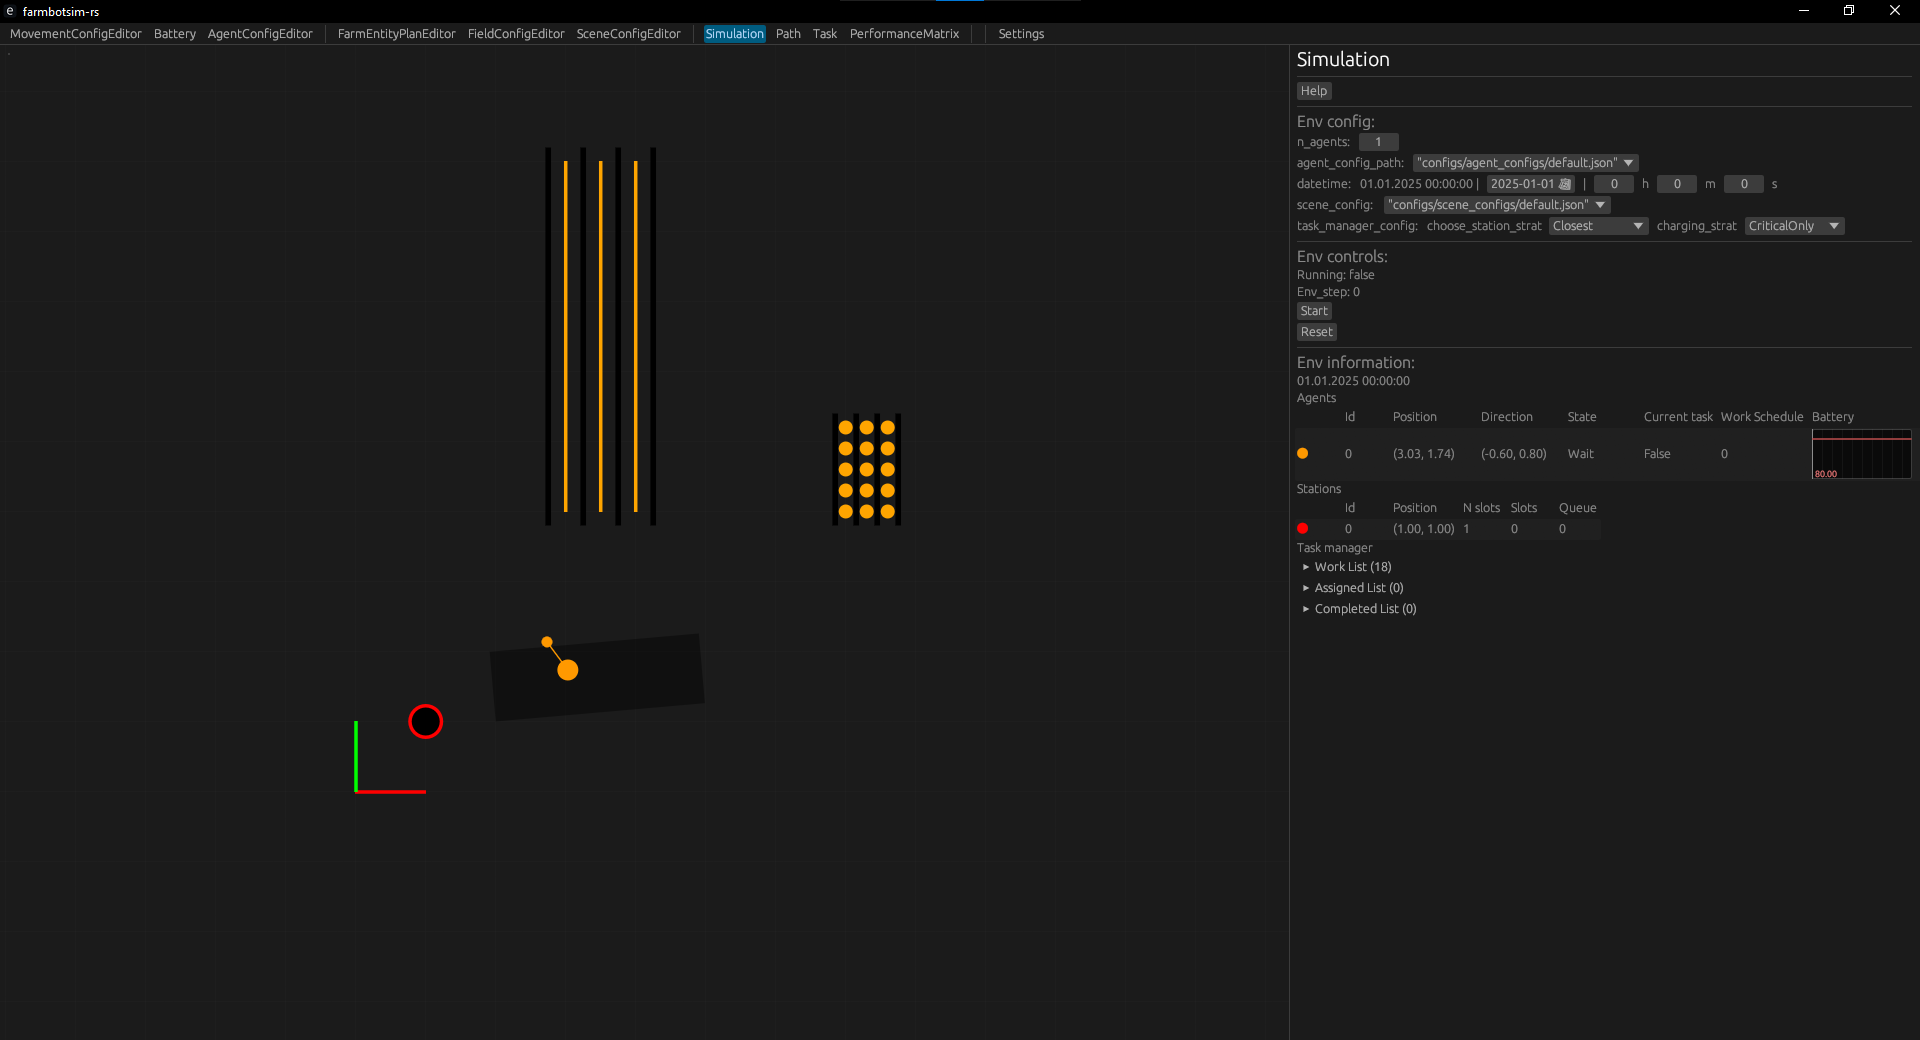 farmbotsim-rs
MovementConfigEditor Battery AgentConfigEditor FarmEntityPlanEditor FieldConfigEditor SceneConfigEditor Simulation Path Task PerformanceMatrix Settings
Simulation
Help
Env config:
n_agents: 1
agent_config_path: "configs/agent_configs/default.json"
datetime: 01.01.2025 00:00:00 | 2025-01-01 | 0 h 0 m 0 s
scene_config: "configs/scene_configs/default.json"
task_manager_config: choose_station_strat Closest charging_strat CriticalOnly
Env controls:
Running: false
Env_step: 0
Start
Reset
Env information:
01.01.2025 00:00:00
Agents
Id Position Direction State Current task Work Schedule Battery
0 (3.03, 1.74) (-0.60, 0.80) Wait False 0 80.00
Stations
Id Position N slots Slots Queue
0 (1.00, 1.00) 1 0 0
Task manager
Work List (18)
Assigned List (0)
Completed List (0)